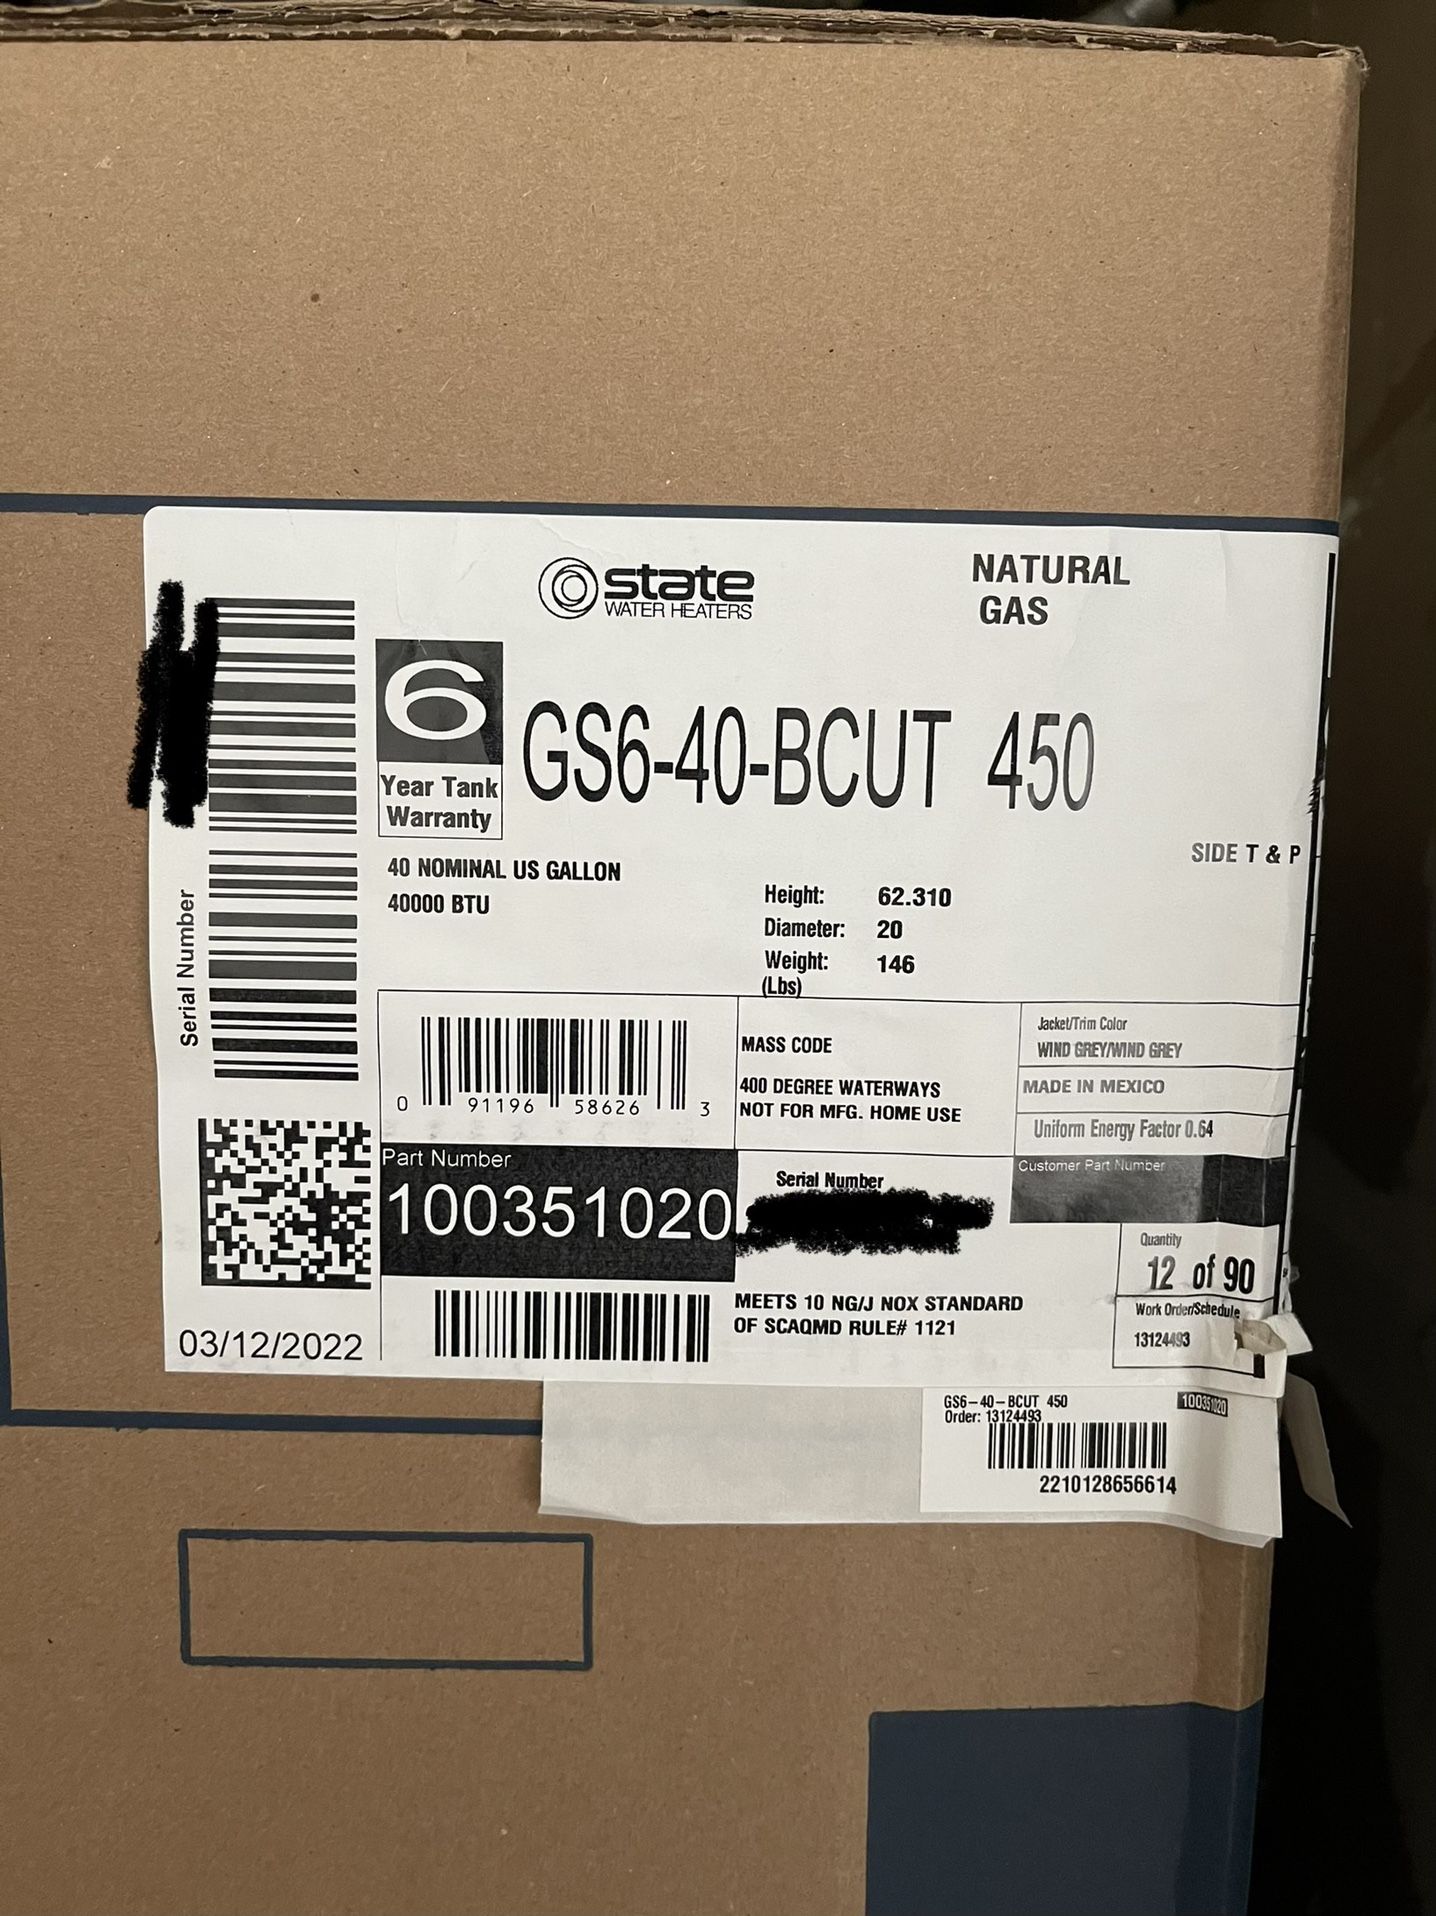 state
WATER HEATERS
NATURAL
GAS
6
Year Tank
Warranty
GS6-40-BCUT 450
SIDE T & P
40 NOMINAL US GALLON
40000 BTU
Height: 62.310
Diameter: 20
Weight: 146
(Lbs)
Serial Number
0 91196 58626 3
MASS CODE
400 DEGREE WATERWAYS
NOT FOR MFG. HOME USE
Jacket/Trim Color
WIND GREY/WIND GREY
MADE IN MEXICO
Uniform Energy Factor 0.64
Part Number
100351020
Serial Number
Customer Part Number
Quantity
12 of 90
Work Order/Schedule
13124493
MEETS 10 NG/J NOX STANDARD
OF SCAQMD RULE# 1121
03/12/2022
GS6-40-BCUT 450
100351020
Order: 13124493
2210128656614